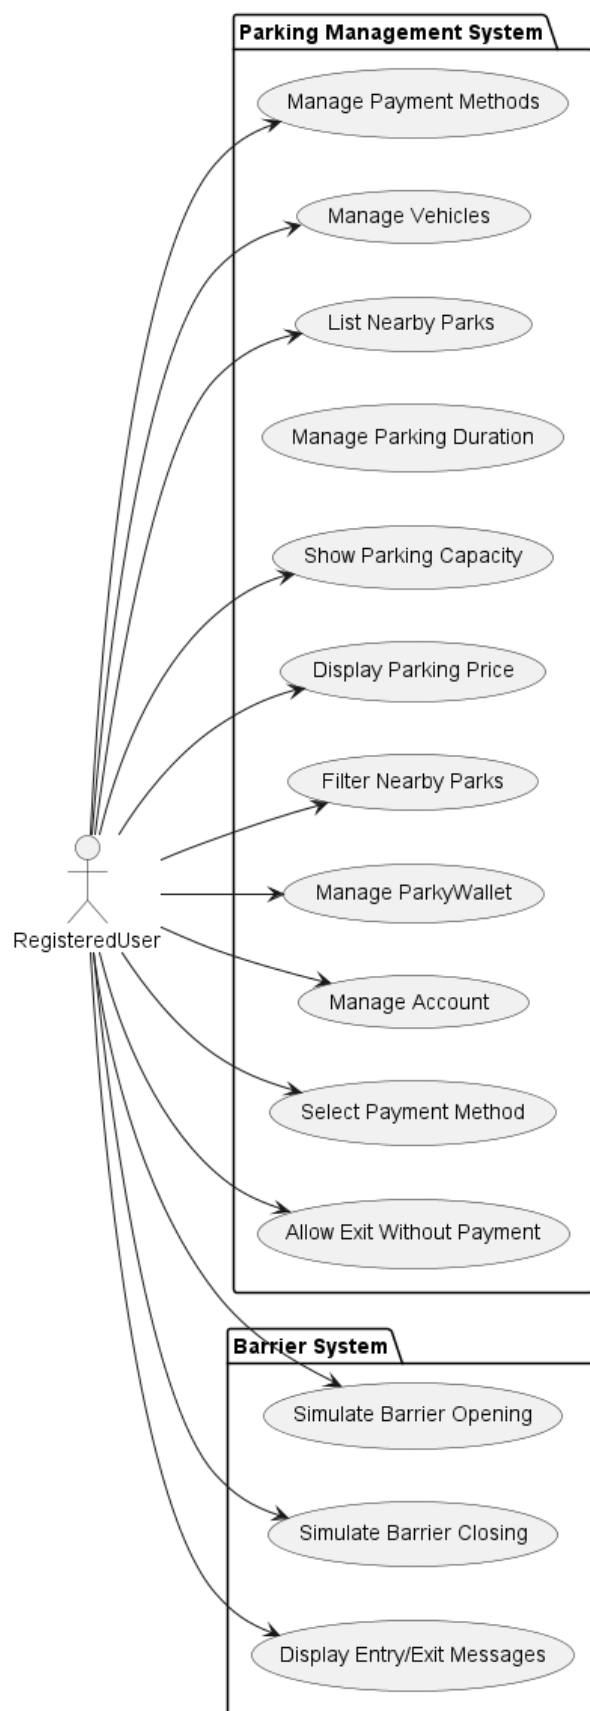 Parking Management System
Manage Payment Methods
Manage Vehicles
List Nearby Parks
Manage Parking Duration
Show Parking Capacity
Display Parking Price
Filter Nearby Parks
Manage ParkyWallet
RegisteredUser
Manage Account
Select Payment Method
Allow Exit Without Payment
Barrier System
Simulate Barrier Opening
Simulate Barrier Closing
Display Entry/Exit Messages